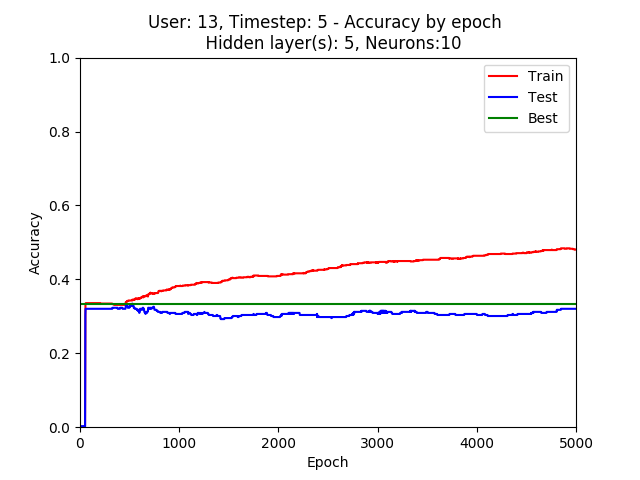 User: 13, Timestep: 5 - Accuracy by epoch
Hidden layer(s): 5, Neurons:10
1.0
0.8
0.6
0.4
0.2
0.0
Accuracy
Train
Test
Best
0 1000 2000 3000 4000 5000
Epoch